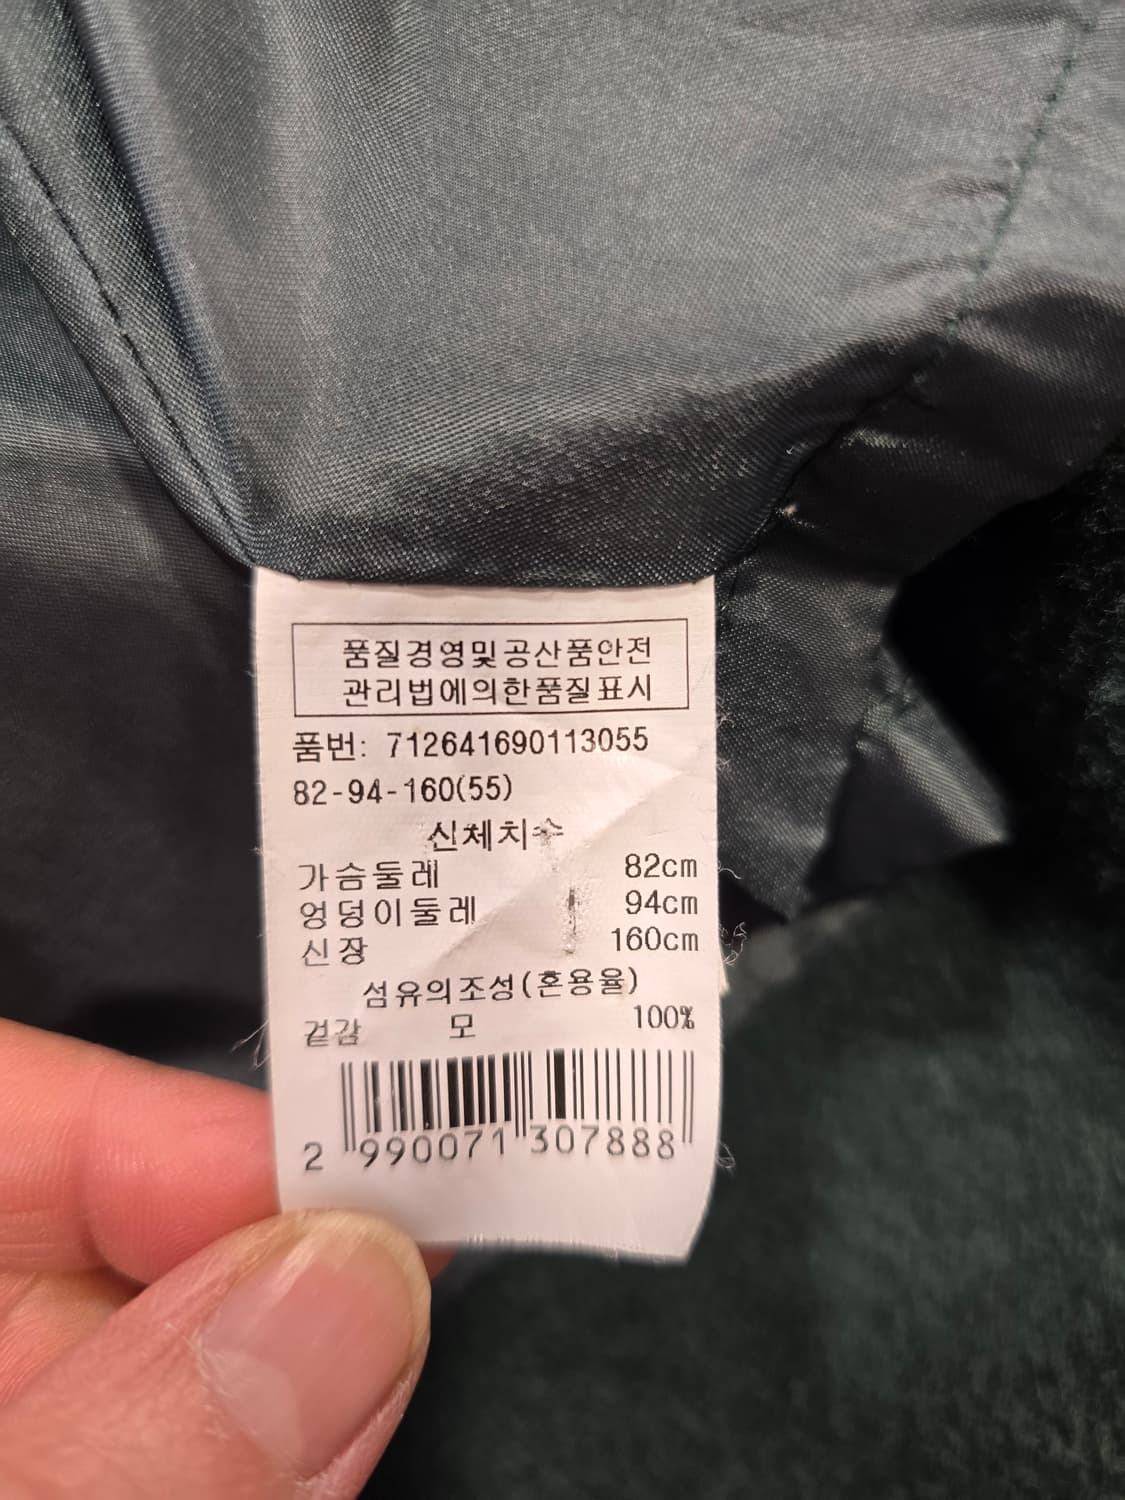 품질경영및공산품안전
관리법에의한품질표시
품번: 712641690113055
82-94-160(55)
신체치수
가슴둘레 82cm
엉덩이둘레 94cm
신장 160cm
섬유의조성(혼용율)
겉감 모 100%
2 990071 307888